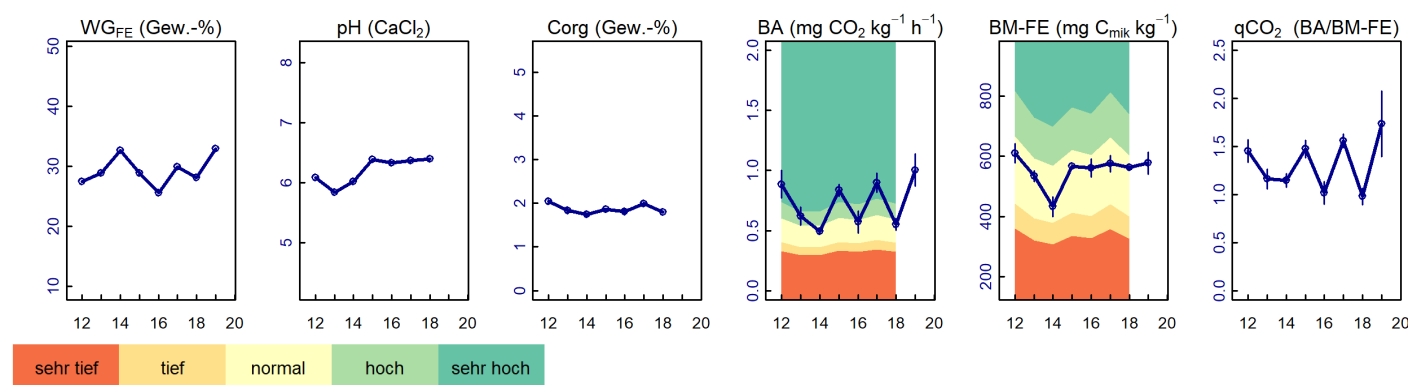 WG_FE (Gew.-%) pH (CaCl₂) Corg (Gew.-%) BA (mg CO₂ kg⁻¹ h⁻¹) BM-FE (mg C_mik kg⁻¹) qCO₂ (BA/BM-FE)
50 40 30 20 10
12 14 16 18 20
8 7 6 5
12 14 16 18 20
5 4 3 2 1 0
12 14 16 18 20
2.0 1.5 1.0 0.5 0.0
12 14 16 18 20
800 600 400 200
12 14 16 18 20
2.5 2.0 1.5 1.0 0.5 0.0
12 14 16 18 20
sehr tief tief normal hoch sehr hoch